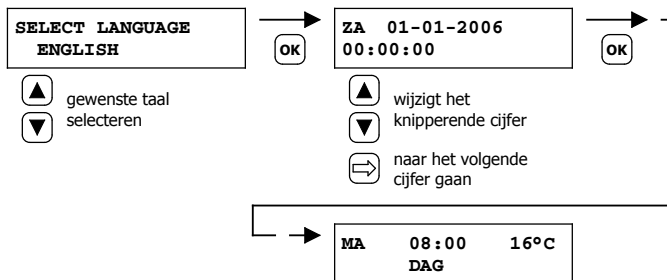 SELECT LANGUAGE
ENGLISH
OK
ZA 01-01-2006
00:00:00
OK
gewenste taal
selecteren
wijzigt het
knipperende cijfer
naar het volgende
cijfer gaan
MA 08:00 16ºC
DAG